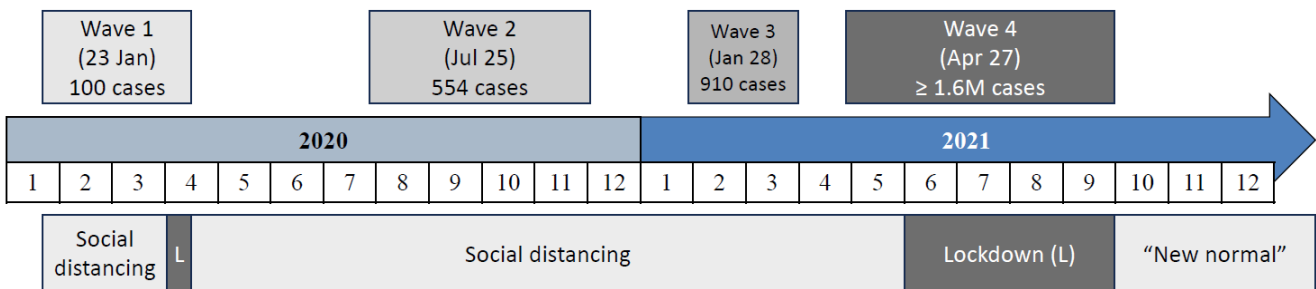 Wave 1
(23 Jan)
100 cases
Wave 2
(Jul 25)
554 cases
Wave 3
(Jan 28)
910 cases
Wave 4
(Apr 27)
≥ 1.6M cases
2020 2021
1 2 3 4 5 6 7 8 9 10 11 12 1 2 3 4 5 6 7 8 9 10 11 12
Social
distancing
L
Social distancing
Lockdown (L)
“New normal”